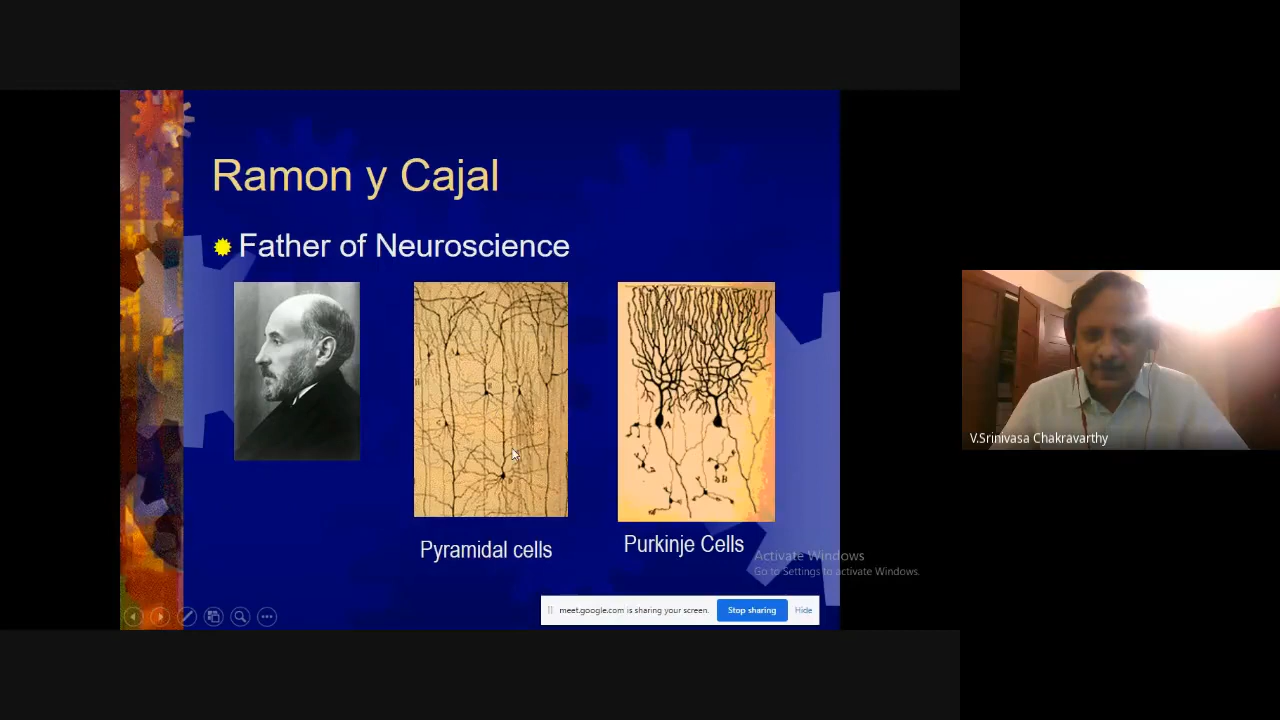 Ramon y Cajal
Father of Neuroscience
A
B
Pyramidal cells
Purkinje Cells
Activate Windows
Go to Settings to activate Windows.
meet.google.com is sharing your screen.
Stop sharing
Hide
V.Srinivasa Chakravarthy